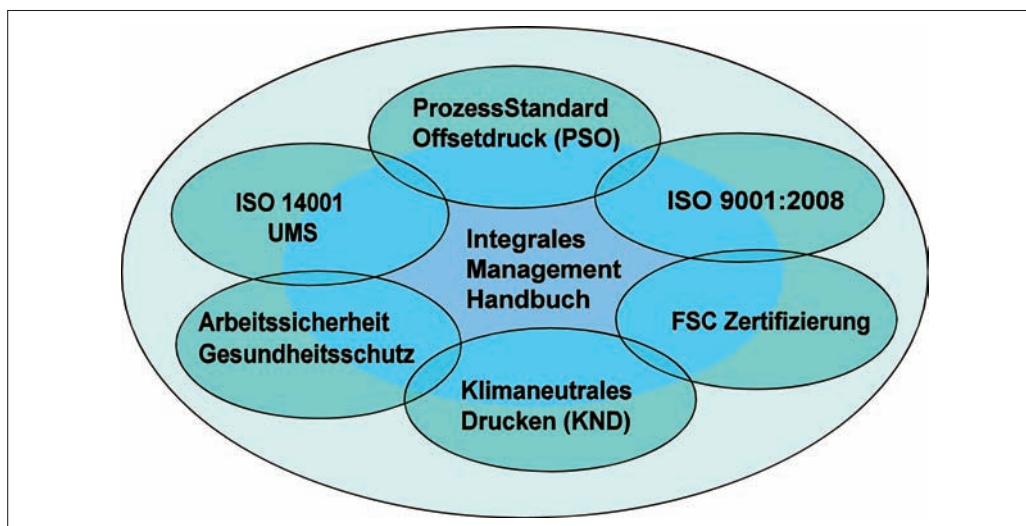 ProzessStandard
Offsetdruck (PSO)
ISO 14001
UMS
ISO 9001:2008
Integrales
Management
Handbuch
Arbeitssicherheit
Gesundheitsschutz
FSC Zertifizierung
Klimaneutrales
Drucken (KND)